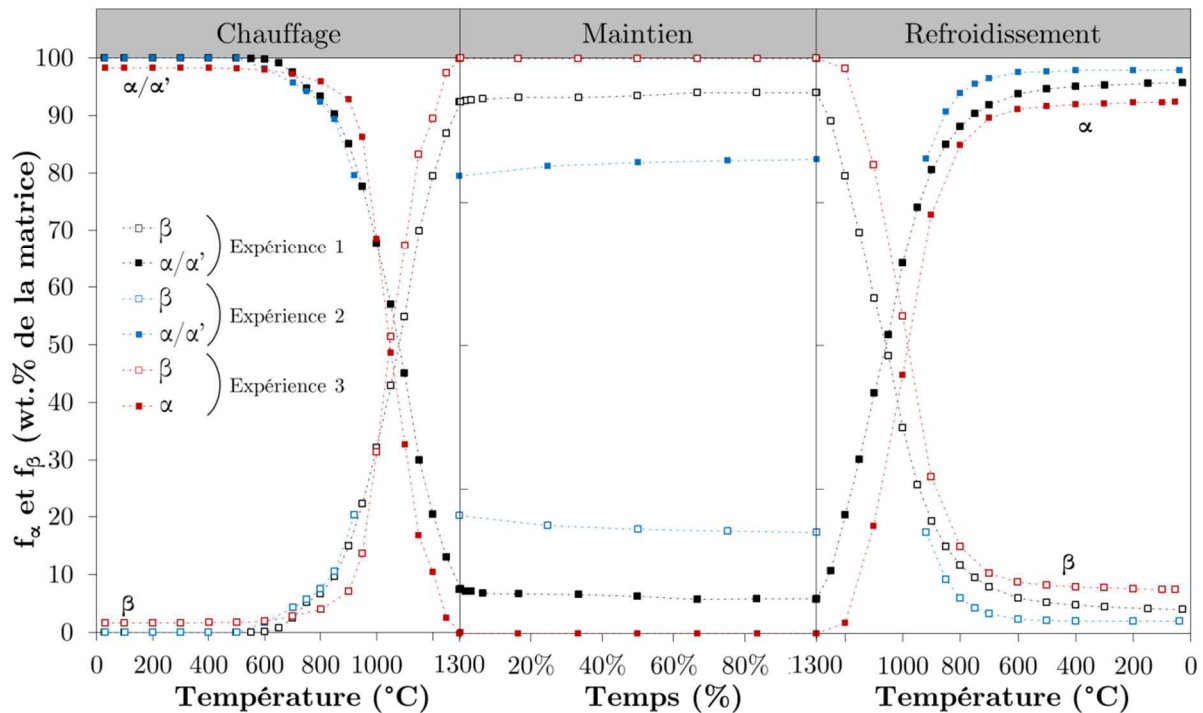 Chauffage Maintien Refroidissement
f_α et f_β (wt.% de la matrice)
100
90
80
70
60
50
40
30
20
10
0
α/α'
α
β
α/α'
Expérience 1
β
α/α'
Expérience 2
β
α
Expérience 3
β
β
0 200 400 600 800 1000 1300 20% 40% 60% 80% 1300 1000 800 600 400 200 0
Température (°C) Temps (%) Température (°C)